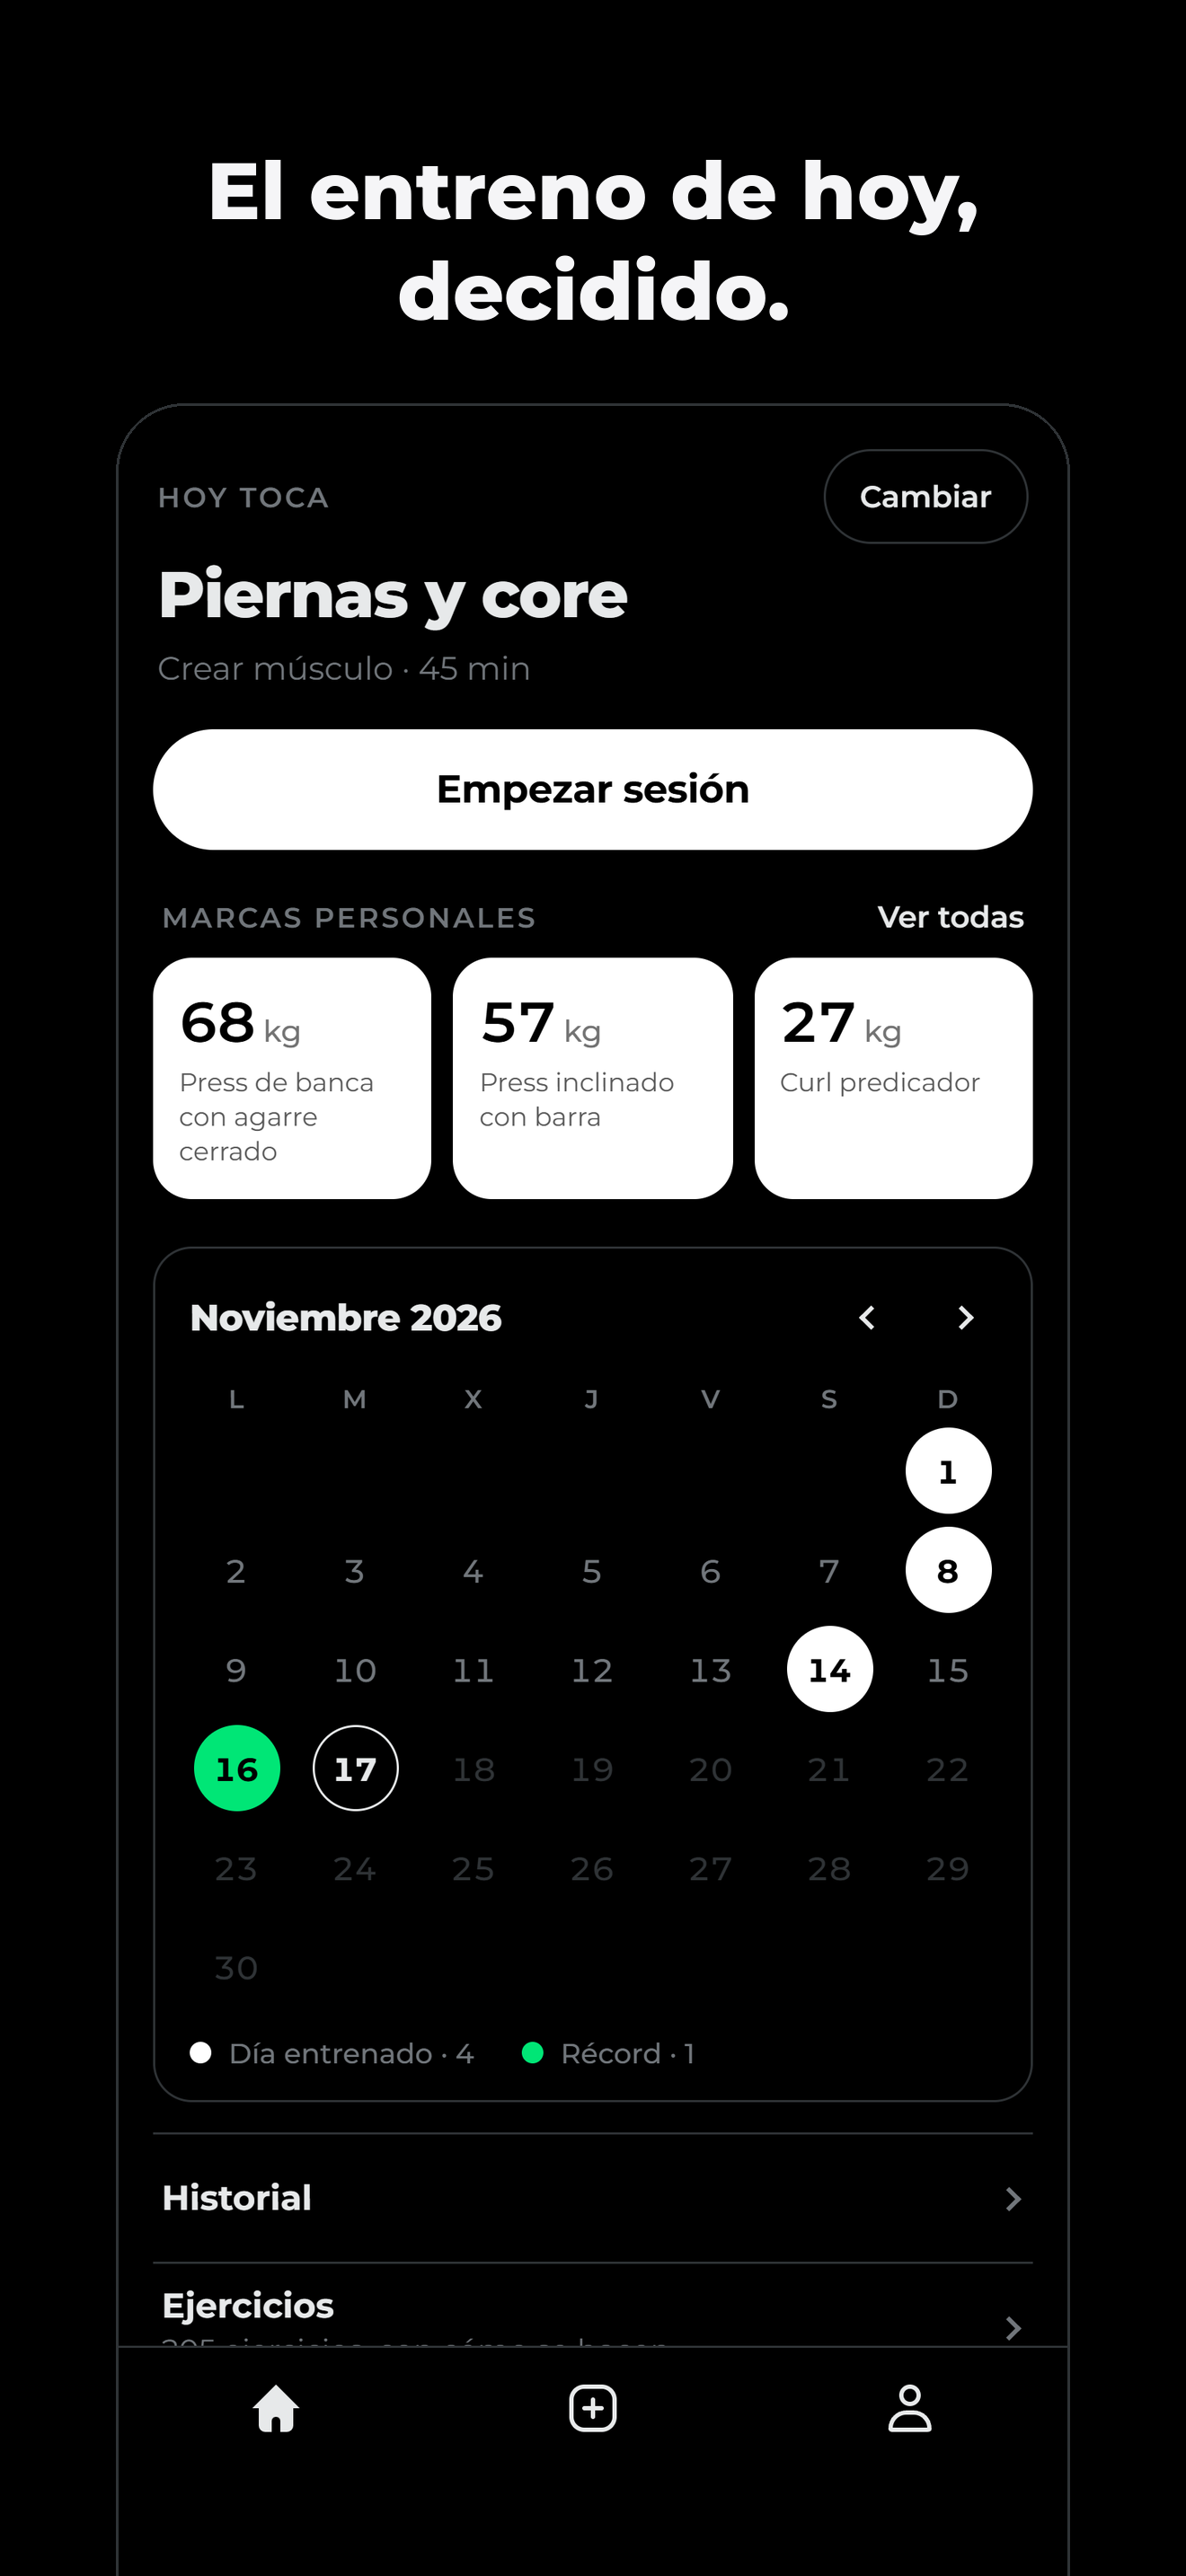 El entreno de hoy,
decidido.
HOY TOCA
Cambiar
Piernas y core
Crear músculo · 45 min
Empezar sesión
MARCAS PERSONALES
Ver todas
68 kg
Press de banca
con agarre
cerrado
57 kg
Press inclinado
con barra
27 kg
Curl predicador
Noviembre 2026
L M X J V S D
1
2 3 4 5 6 7 8
9 10 11 12 13 14 15
16 17 18 19 20 21 22
23 24 25 26 27 28 29
30
Día entrenado · 4
Récord · 1
Historial
Ejercicios